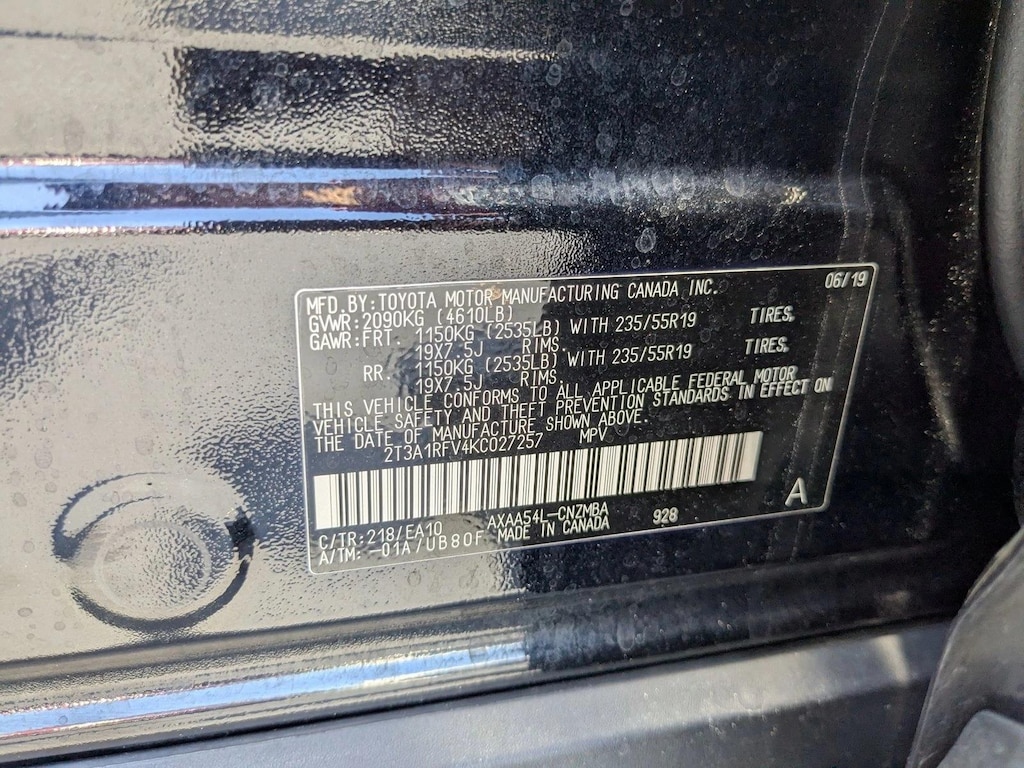 MFD.BY:TOYOTA MOTOR MANUFACTURING CANADA INC. 06/19
GVWR:2090KG (4610LB)
GAWR:FRT. 1150KG (2535LB) WITH 235/55R19 TIRES,
19X7.5J RIMS.
RR. 1150KG (2535LB) WITH 235/55R19 TIRES,
19X7.5J RIMS.
THIS VEHICLE CONFORMS TO ALL APPLICABLE FEDERAL MOTOR
VEHICLE SAFETY AND THEFT PREVENTION STANDARDS IN EFFECT ON
THE DATE OF MANUFACTURE SHOWN ABOVE.
2T3A1RFV4KC027257 MPV
A
C/TR:218/EA10 AXAA54L-CNZMBA 928
A/TM: -01A/UB80F MADE IN CANADA